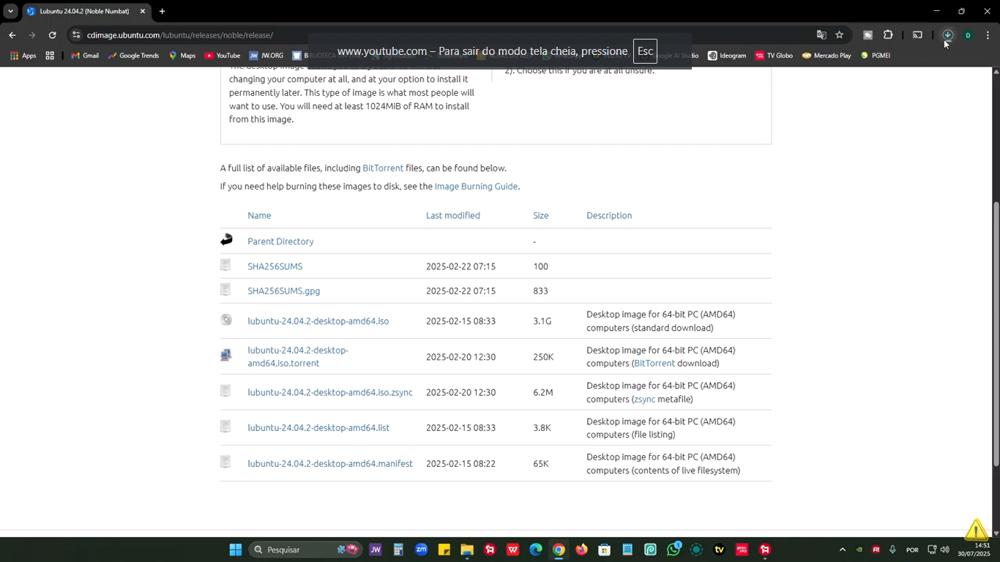 Lubuntu 24.04.2 (Noble Numbat)
cdimage.ubuntu.com/lubuntu/releases/noble/release/
D
www.youtube.com – Para sair do modo tela cheia, pressione Esc
Apps
Gmail
Google Trends
YouTube
Maps
JW.ORG
BIBLIOTECA
Google AI Studio
Ideogram
TV Globo
Mercado Play
PGMEI
changing your computer at all, and at your option to install it
permanently later. This type of image is what most people will
want to use. You will need at least 1024MiB of RAM to install
from this image.
2). Choose this if you are at all unsure.
A full list of available files, including BitTorrent files, can be found below.
If you need help burning these images to disk, see the Image Burning Guide.
Name Last modified Size Description
Parent Directory -
SHA256SUMS 2025-02-22 07:15 100
SHA256SUMS.gpg 2025-02-22 07:15 833
lubuntu-24.04.2-desktop-amd64.iso 2025-02-15 08:33 3.1G Desktop image for 64-bit PC (AMD64)
computers (standard download)
lubuntu-24.04.2-desktop-
amd64.iso.torrent 2025-02-20 12:30 250K Desktop image for 64-bit PC (AMD64)
computers (BitTorrent download)
lubuntu-24.04.2-desktop-amd64.iso.zsync 2025-02-20 12:30 6.2M Desktop image for 64-bit PC (AMD64)
computers (zsync metafile)
lubuntu-24.04.2-desktop-amd64.list 2025-02-15 08:33 3.8K Desktop image for 64-bit PC (AMD64)
computers (file listing)
lubuntu-24.04.2-desktop-amd64.manifest 2025-02-15 08:22 65K Desktop image for 64-bit PC (AMD64)
computers (contents of live filesystem)
Pesquisar
JW
zm
tv
POR
14:51
30/07/2025